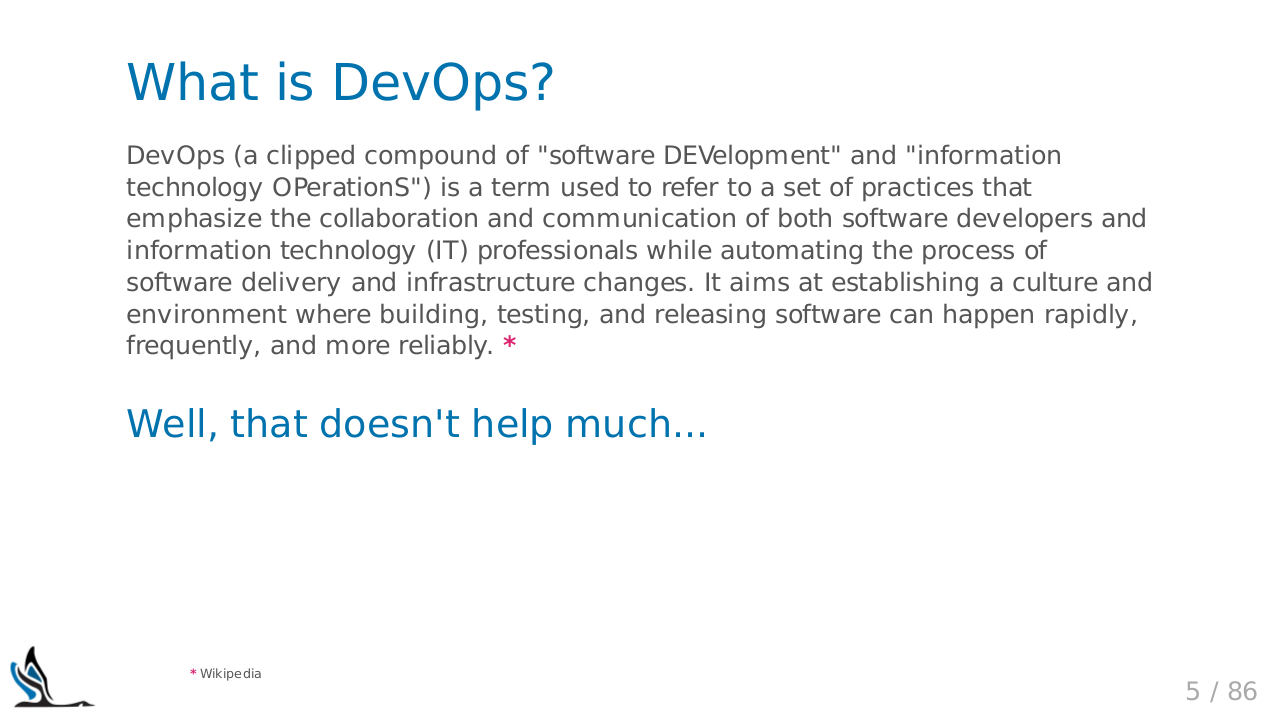 What is DevOps?
DevOps (a clipped compound of "software DEVelopment" and "information
technology OPerationS") is a term used to refer to a set of practices that
emphasize the collaboration and communication of both software developers and
information technology (IT) professionals while automating the process of
software delivery and infrastructure changes. It aims at establishing a culture and
environment where building, testing, and releasing software can happen rapidly,
frequently, and more reliably. *
Well, that doesn't help much...
* Wikipedia
5 / 86